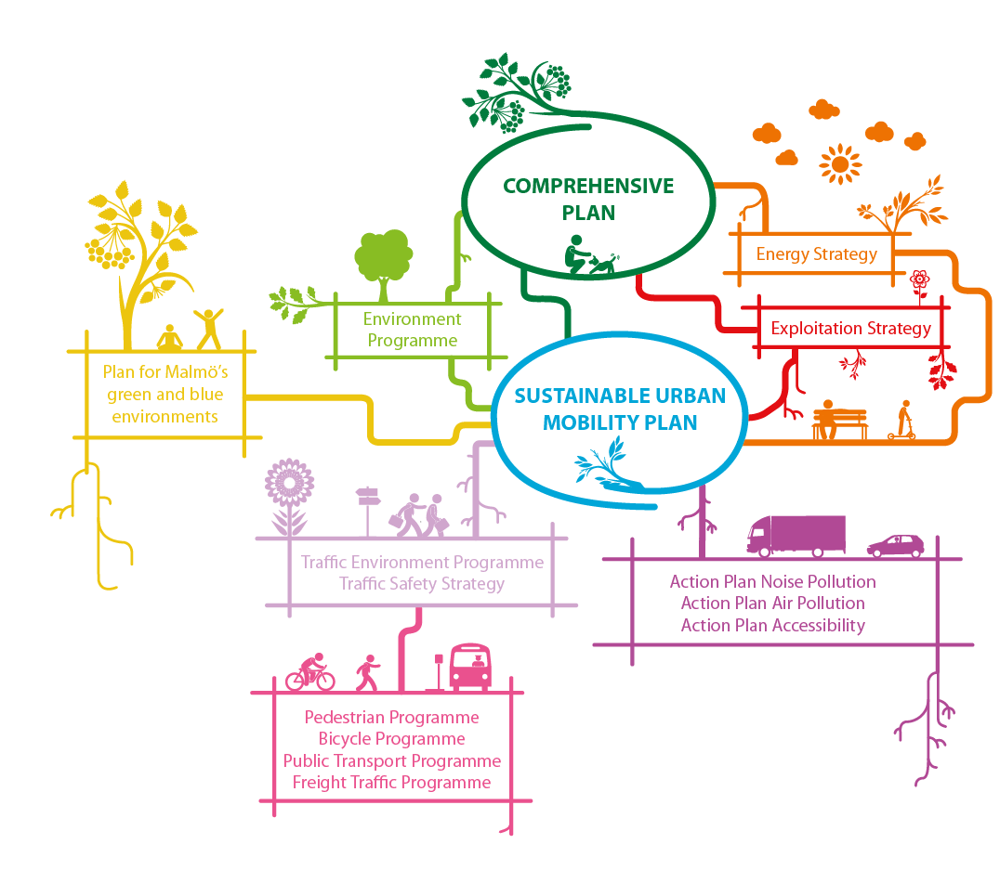 COMPREHENSIVE
PLAN
Energy Strategy
Environment
Programme
Exploitation Strategy
Plan for Malmö's
green and blue
environments
SUSTAINABLE URBAN
MOBILITY PLAN
Traffic Environment Programme
Traffic Safety Strategy
Action Plan Noise Pollution
Action Plan Air Pollution
Action Plan Accessibility
Pedestrian Programme
Bicycle Programme
Public Transport Programme
Freight Traffic Programme